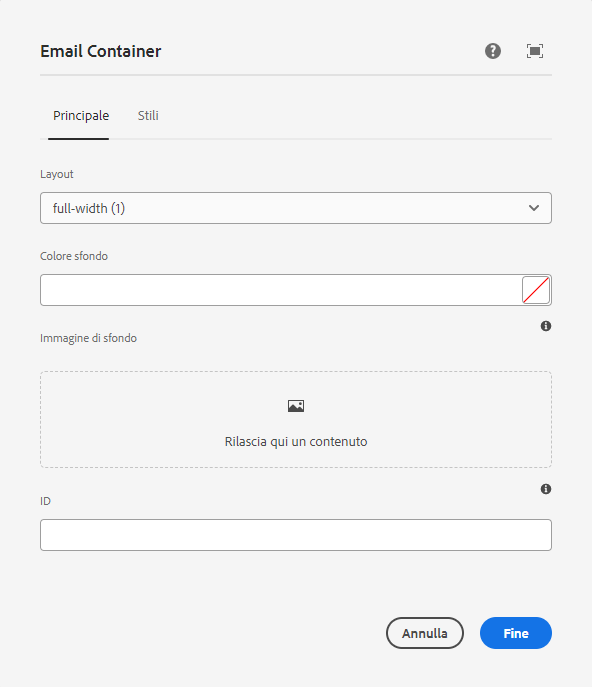 Email Container
Principale
Stili
Layout
full-width (1)
Colore sfondo
Immagine di sfondo
Rilascia qui un contenuto
ID
Annulla
Fine